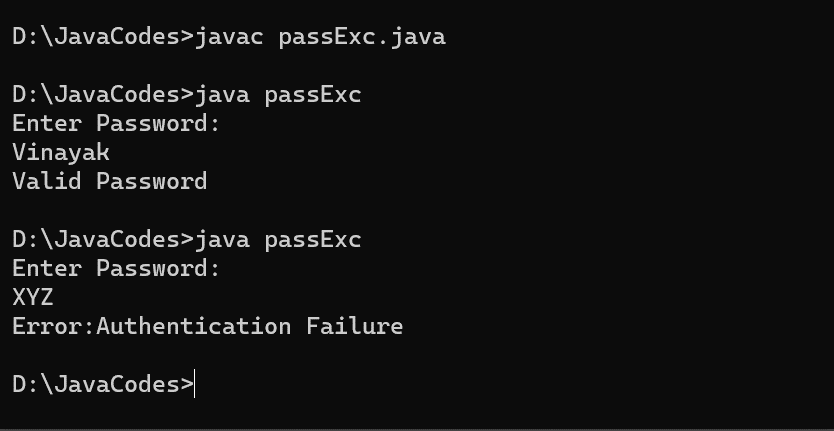 D:\JavaCodes>javac passExc.java
D:\JavaCodes>java passExc
Enter Password:
Vinayak
Valid Password
D:\JavaCodes>java passExc
Enter Password:
XYZ
Error:Authentication Failure
D:\JavaCodes>